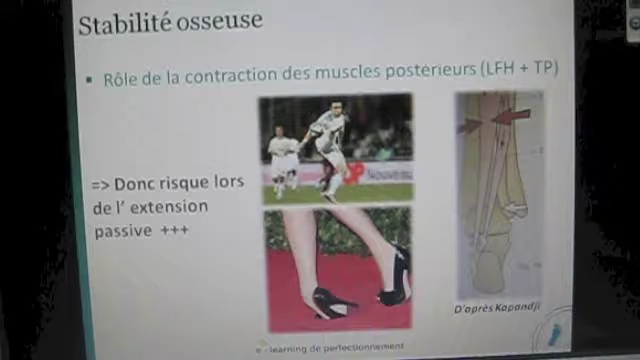 Stabilité osseuse
▪ Rôle de la contraction des muscles postérieurs (LFH + TP)
=> Donc risque lors
de l’ extension
passive +++
D'après Kapandji
e - learning de perfectionnement